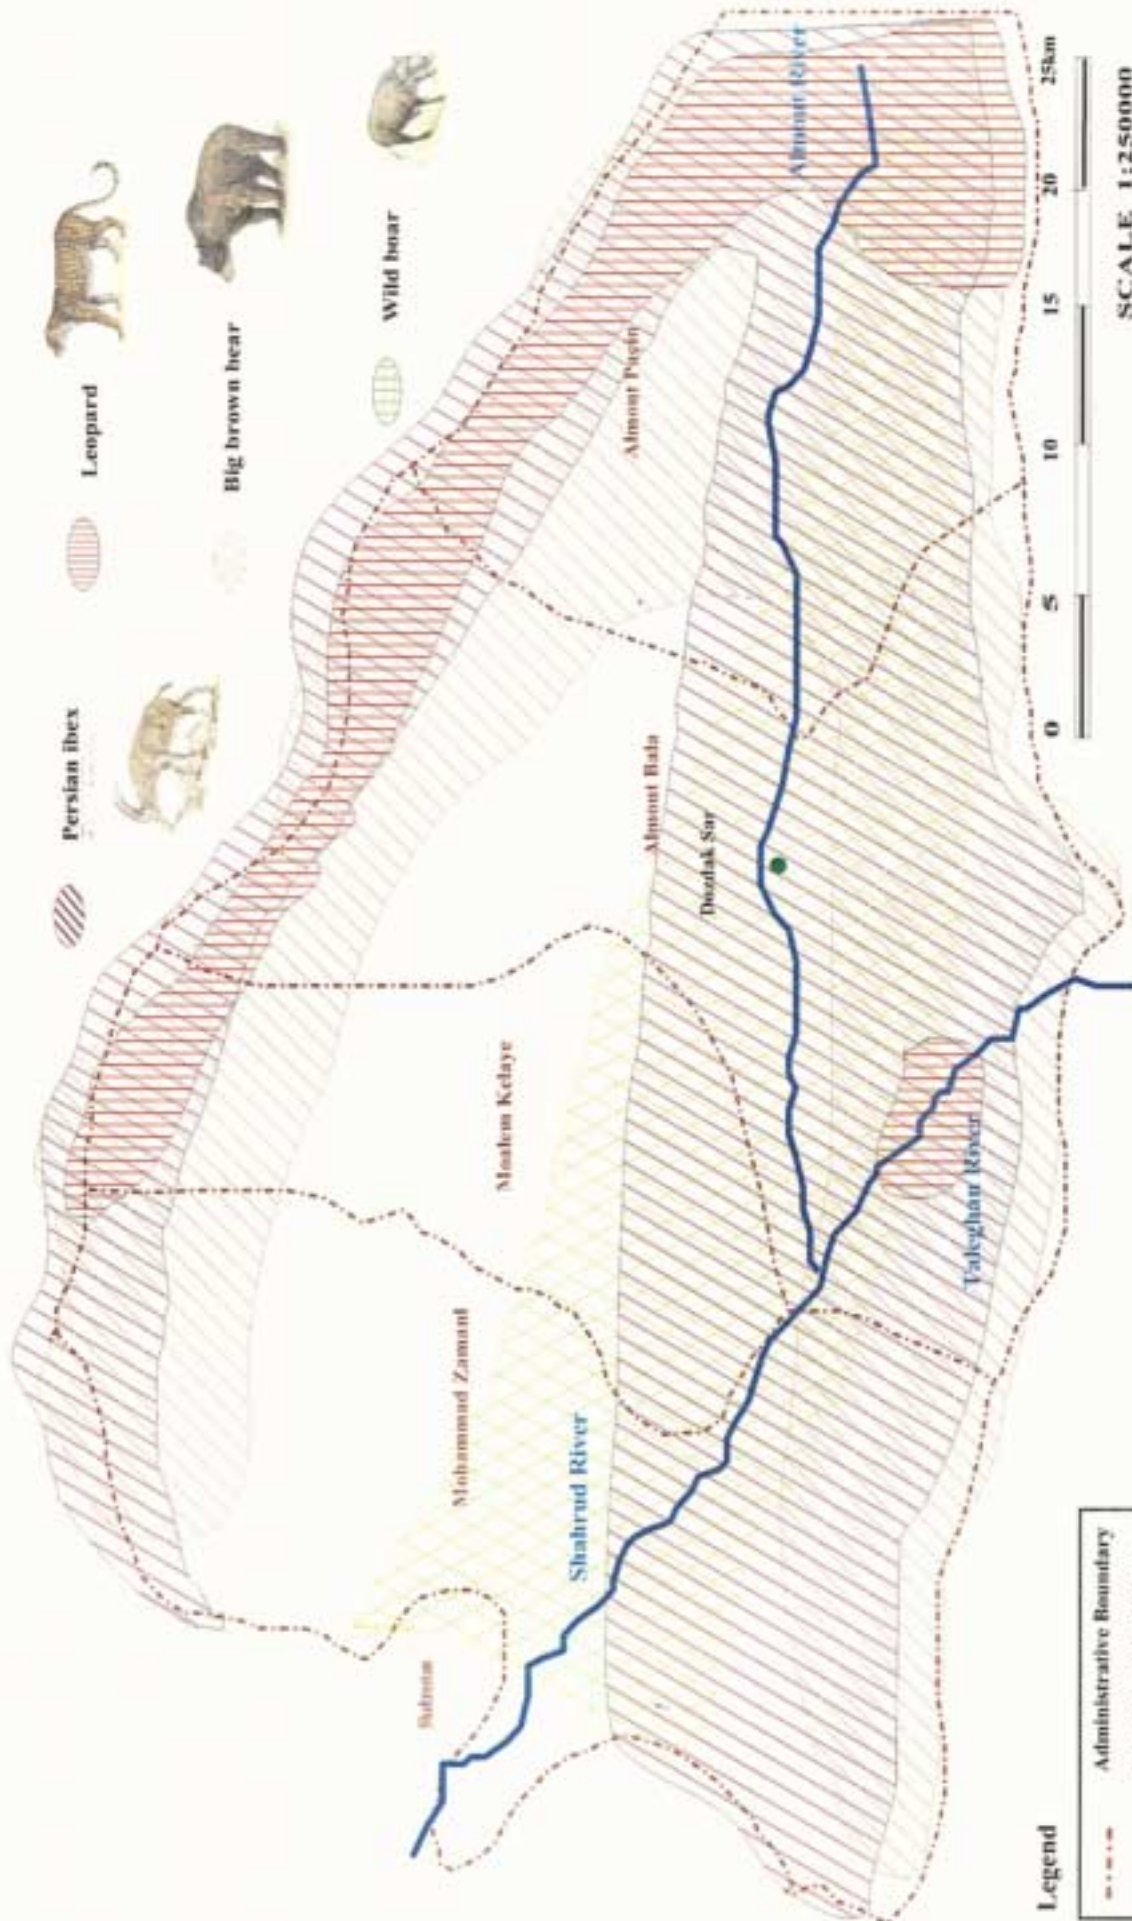 Persian ibex
Leopard
Big brown bear
Wild boar
Almout River
Almout Paein
Almout Bala
Dozdak Sar
Moalem Kelaye
Mohammad Zamani
Shahrud River
Taleghan River
0 5 10 15 20 25km
SCALE 1:250000
Legend
Administrative Boundary